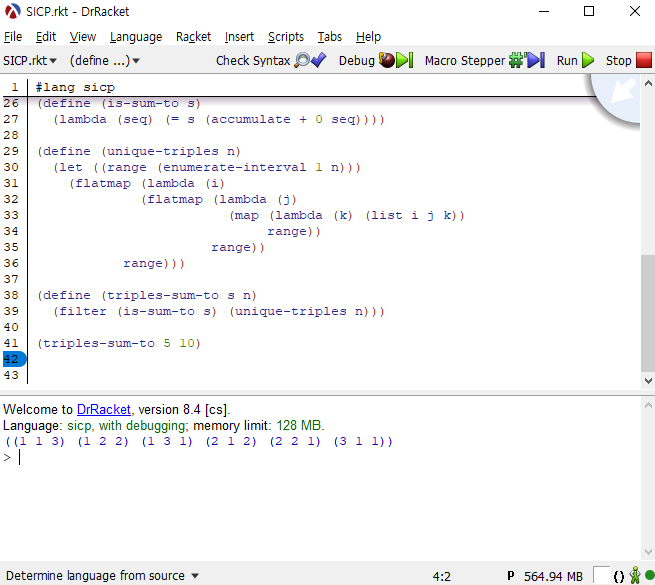 SICP.rkt - DrRacket
File Edit View Language Racket Insert Scripts Tabs Help
SICP.rkt▾ (define ...)▾ Check Syntax Debug Macro Stepper Run Stop
1 #lang sicp
26 (define (is-sum-to s)
27   (lambda (seq) (= s (accumulate + 0 seq))))
28
29 (define (unique-triples n)
30   (let ((range (enumerate-interval 1 n)))
31     (flatmap (lambda (i)
32              (flatmap (lambda (j)
33                         (map (lambda (k) (list i j k))
34                              range))
35                       range))
36            range)))
37
38 (define (triples-sum-to s n)
39   (filter (is-sum-to s) (unique-triples n)))
40
41 (triples-sum-to 5 10)
42
43
Welcome to DrRacket, version 8.4 [cs].
Language: sicp, with debugging; memory limit: 128 MB.
((1 1 3) (1 2 2) (1 3 1) (2 1 2) (2 2 1) (3 1 1))
>
Determine language from source ▾ 4:2 P 564.94 MB ()